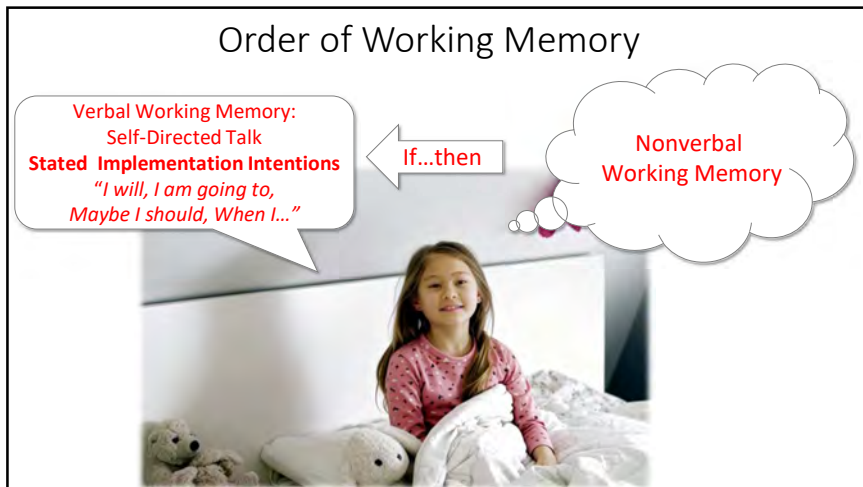 Order of Working Memory
Verbal Working Memory:
Self-Directed Talk
Stated Implementation Intentions
"I will, I am going to,
Maybe I should, When I…"
If…then
Nonverbal
Working Memory